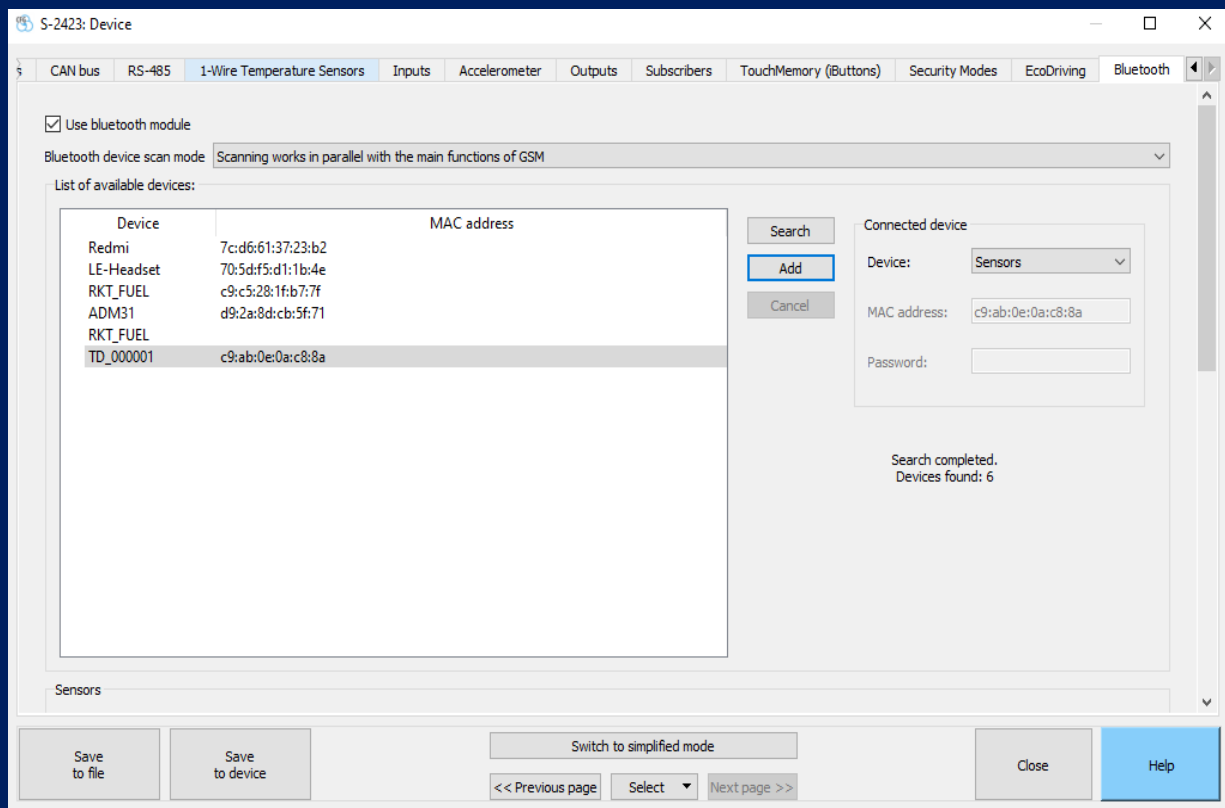 S-2423: Device
CAN bus RS-485 1-Wire Temperature Sensors Inputs Accelerometer Outputs Subscribers TouchMemory (iButtons) Security Modes EcoDriving Bluetooth
Use bluetooth module
Bluetooth device scan mode Scanning works in parallel with the main functions of GSM
List of available devices:
Device MAC address
Redmi 7c:d6:61:37:23:b2
LE-Headset 70:5d:f5:d1:1b:4e
RKT_FUEL c9:c5:28:1f:b7:7f
ADM31 d9:2a:8d:cb:5f:71
RKT_FUEL
TD_000001 c9:ab:0e:0a:c8:8a
Search
Add
Cancel
Connected device
Device: Sensors
MAC address: c9:ab:0e:0a:c8:8a
Password:
Search completed.
Devices found: 6
Sensors
Save
to file
Save
to device
Switch to simplified mode
<< Previous page Select Next page >>
Close
Help